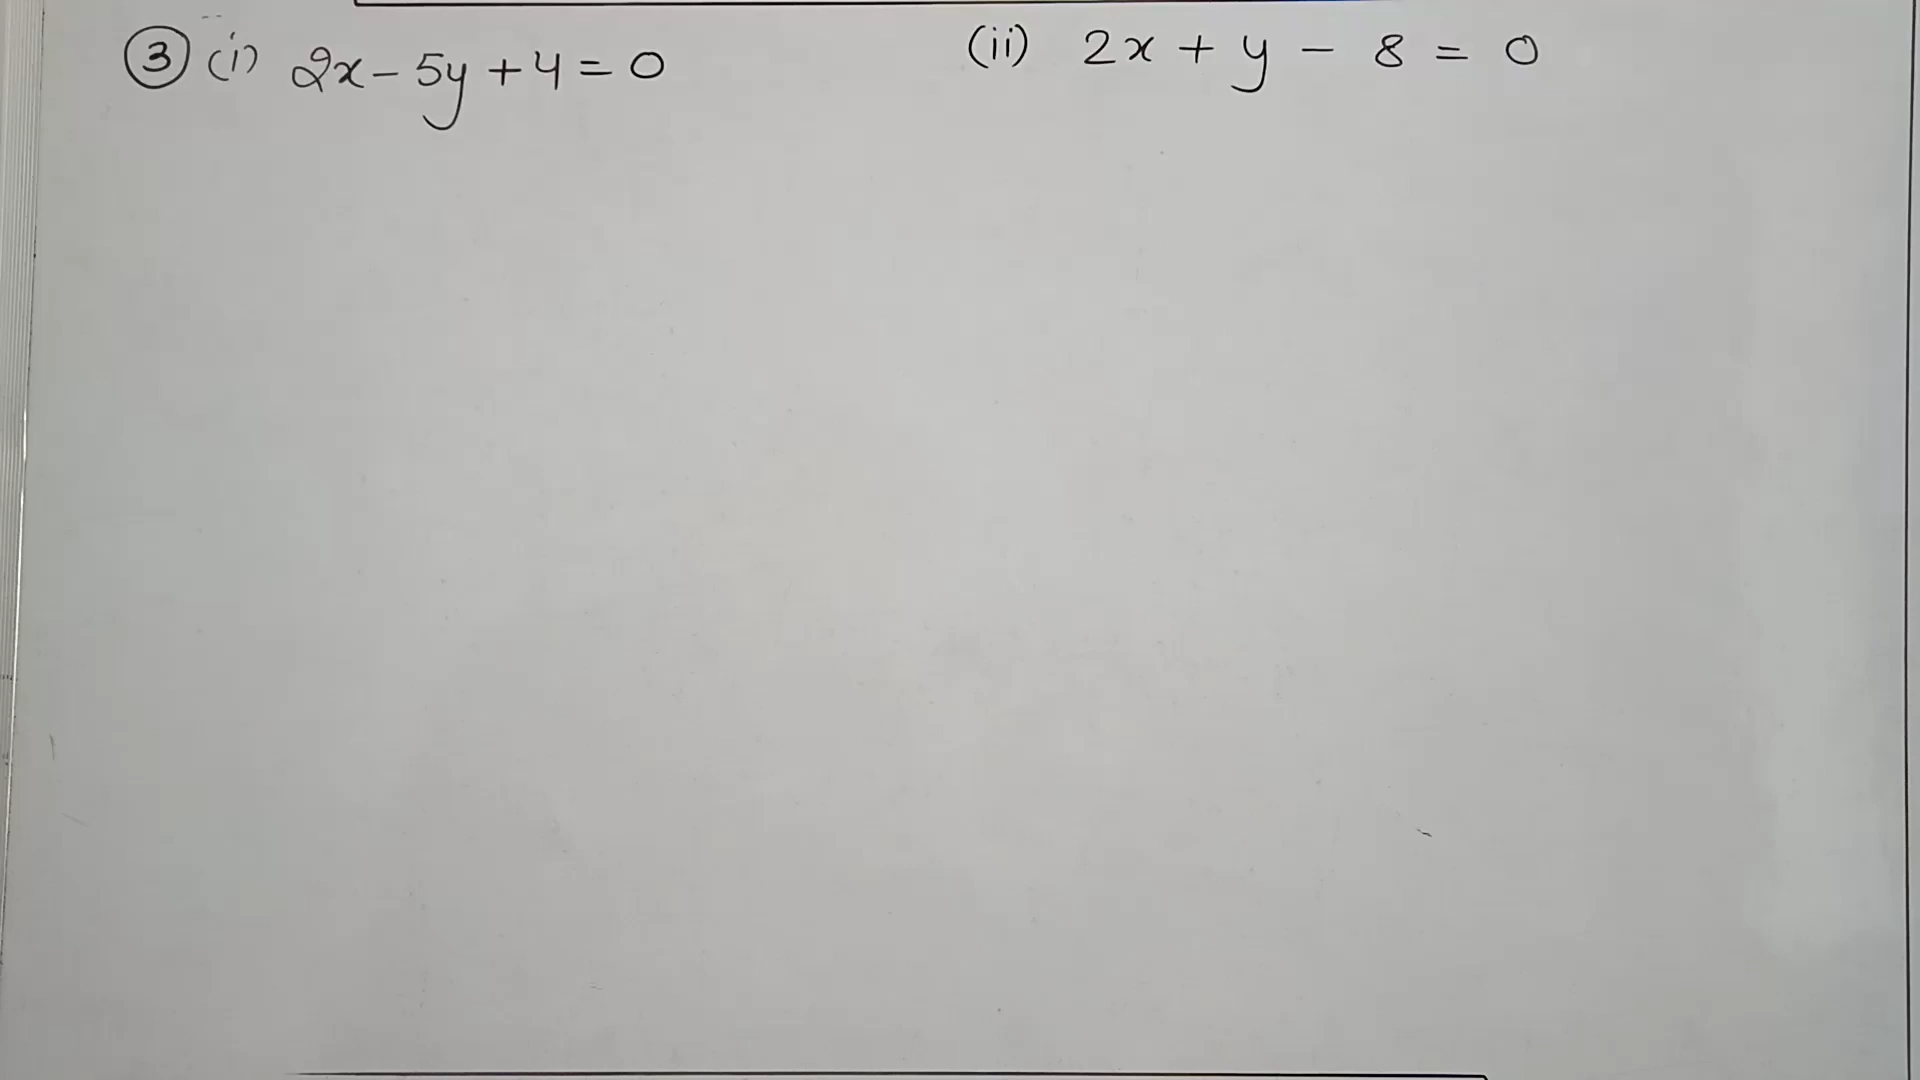 ③ (i) 2x - 5y + 4 = 0
(ii) 2x + y - 8 = 0